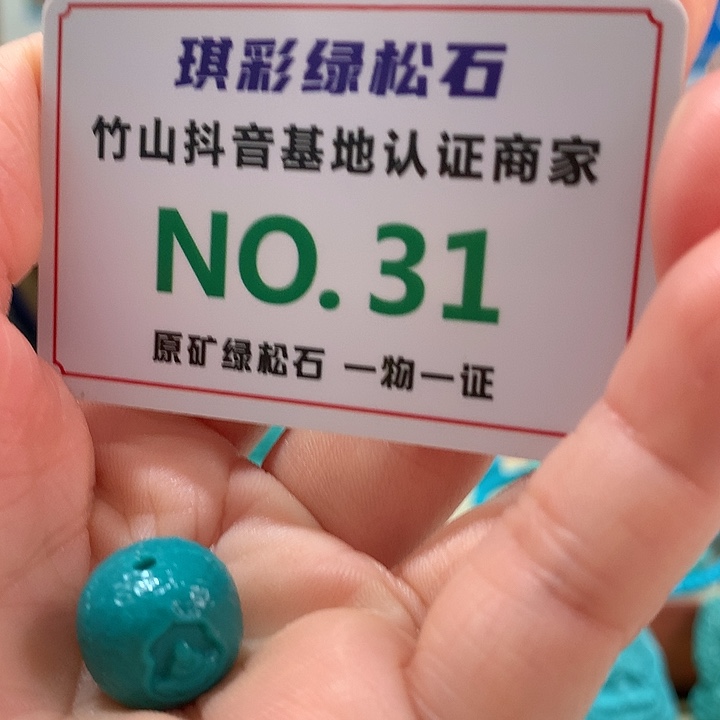 琪彩绿松石
竹山抖音基地认证商家
NO.31
原矿绿松石 一物一证